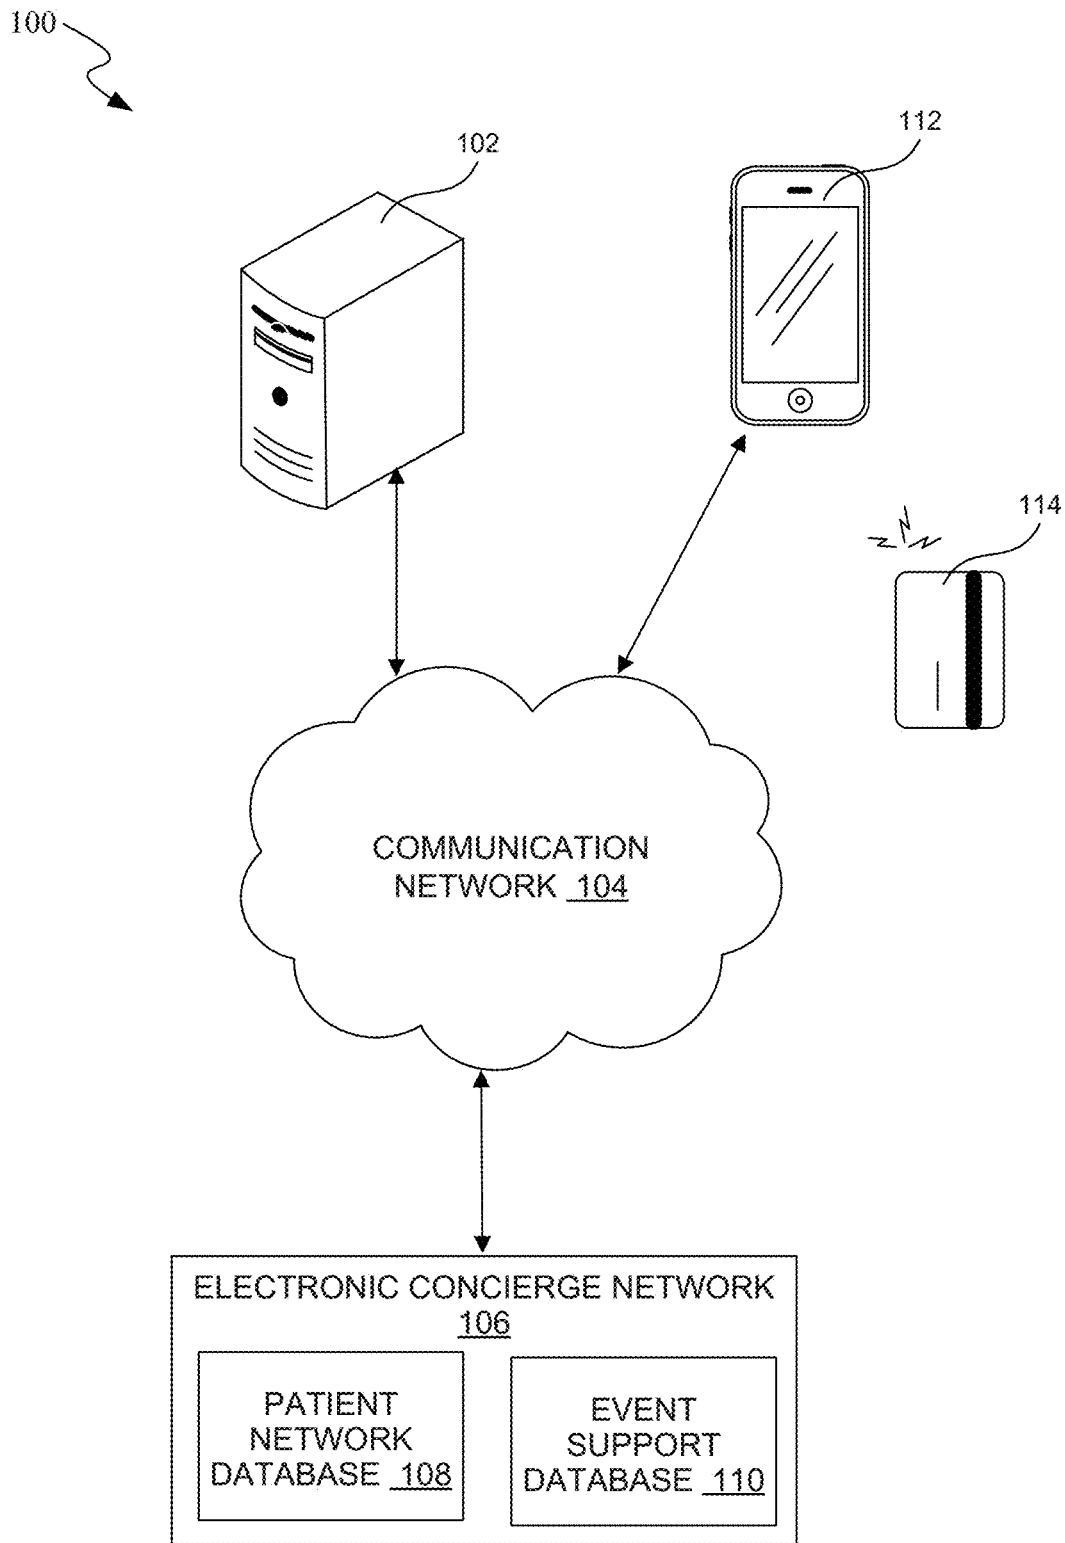 100
102
112
114
COMMUNICATION
NETWORK 104
ELECTRONIC CONCIERGE NETWORK
106
PATIENT
NETWORK
DATABASE 108
EVENT
SUPPORT
DATABASE 110